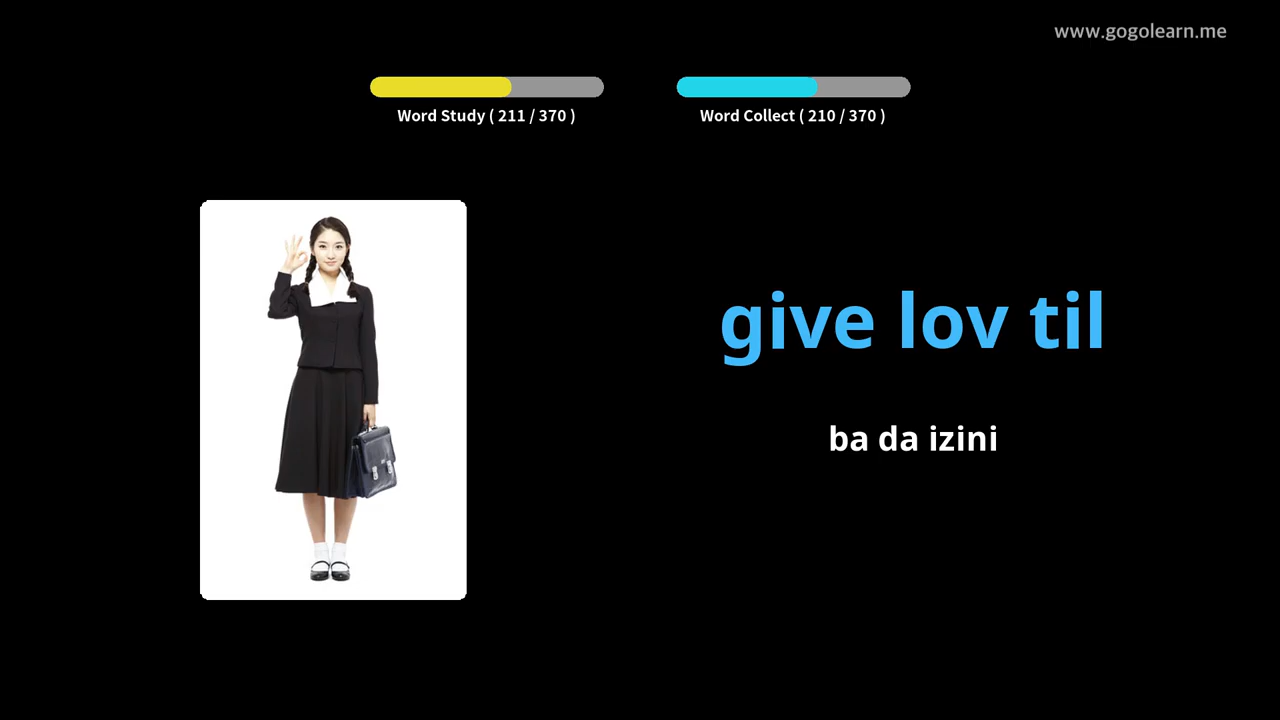 www.gogolearn.me
Word Study ( 211 / 370 )
Word Collect ( 210 / 370 )
give lov til
ba da izini